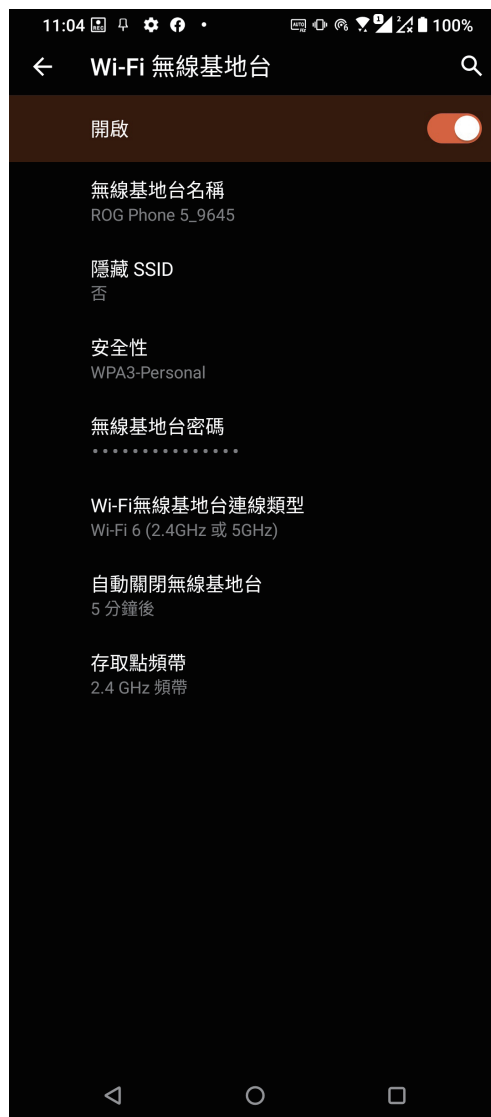 11:04 100%
Wi-Fi 無線基地台
開啟
無線基地台名稱
ROG Phone 5_9645
隱藏 SSID
否
安全性
WPA3-Personal
無線基地台密碼
•••••••••••••••
Wi-Fi無線基地台連線類型
Wi-Fi 6 (2.4GHz 或 5GHz)
自動關閉無線基地台
5 分鐘後
存取點頻帶
2.4 GHz 頻帶